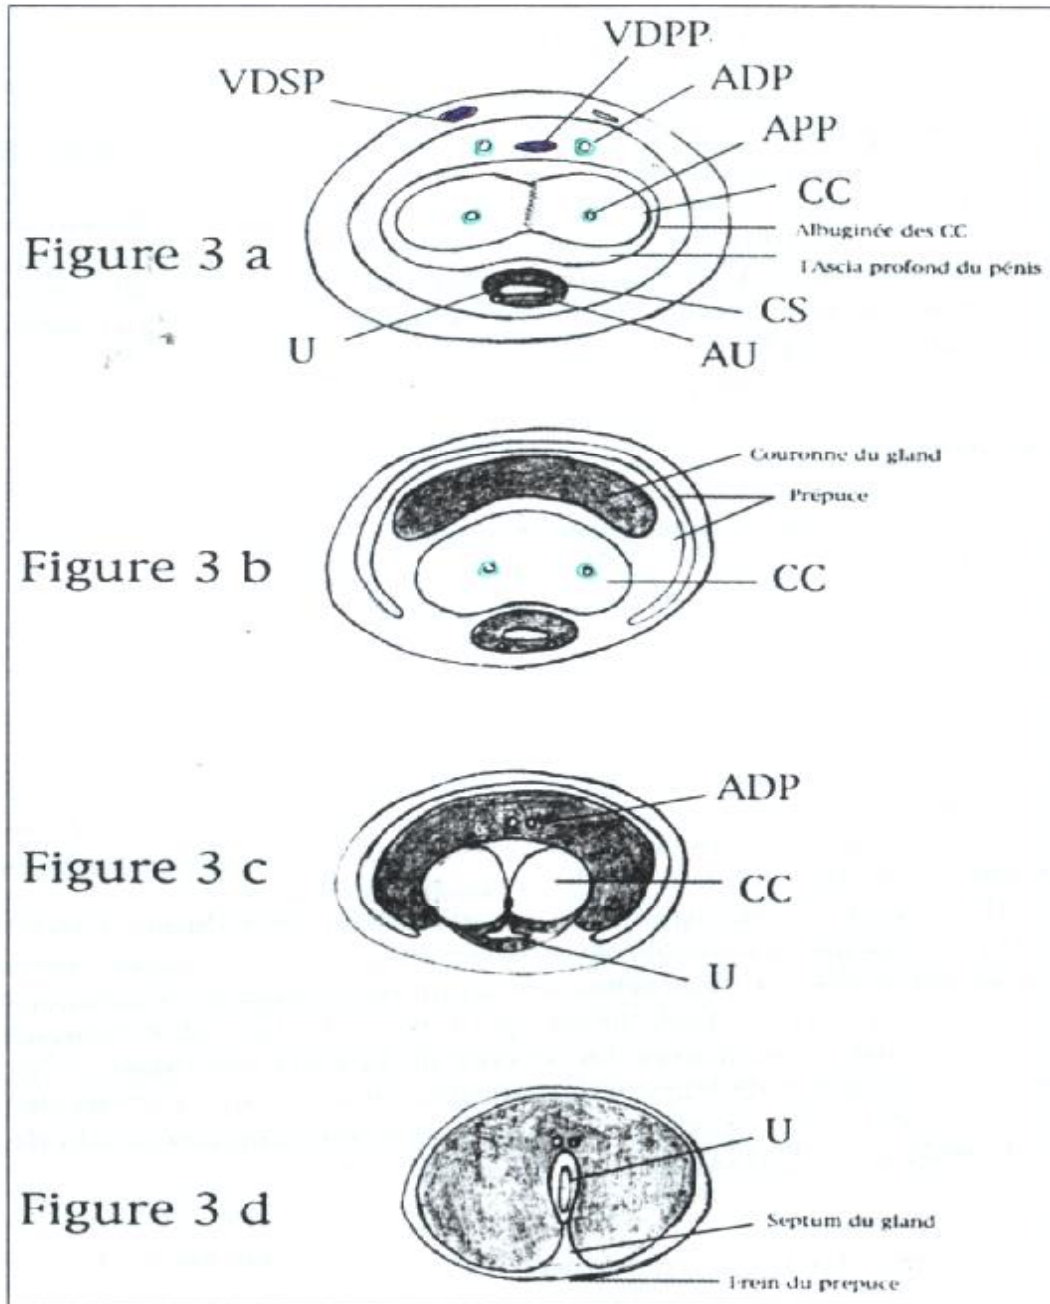 VDPP
VDSP
ADP
APP
CC
Albuginée des CC
Figure 3 a
fAscia profond du pénis
CS
U
AU
Couronne du gland
Prépuce
Figure 3 b
CC
ADP
Figure 3 c
CC
U
U
Figure 3 d
Septum du gland
Frein du prepuce